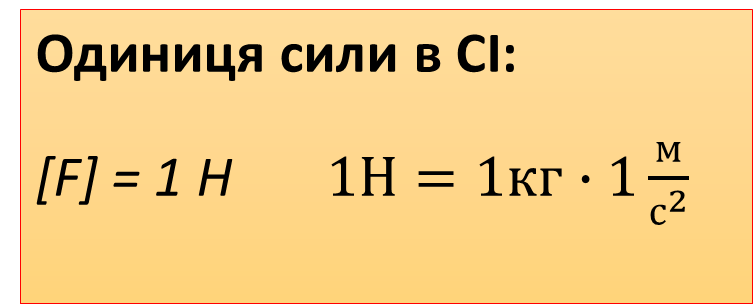 Одиниця сили в СІ:
[F] = 1 Н 1Н = 1кг · 1 м/с²